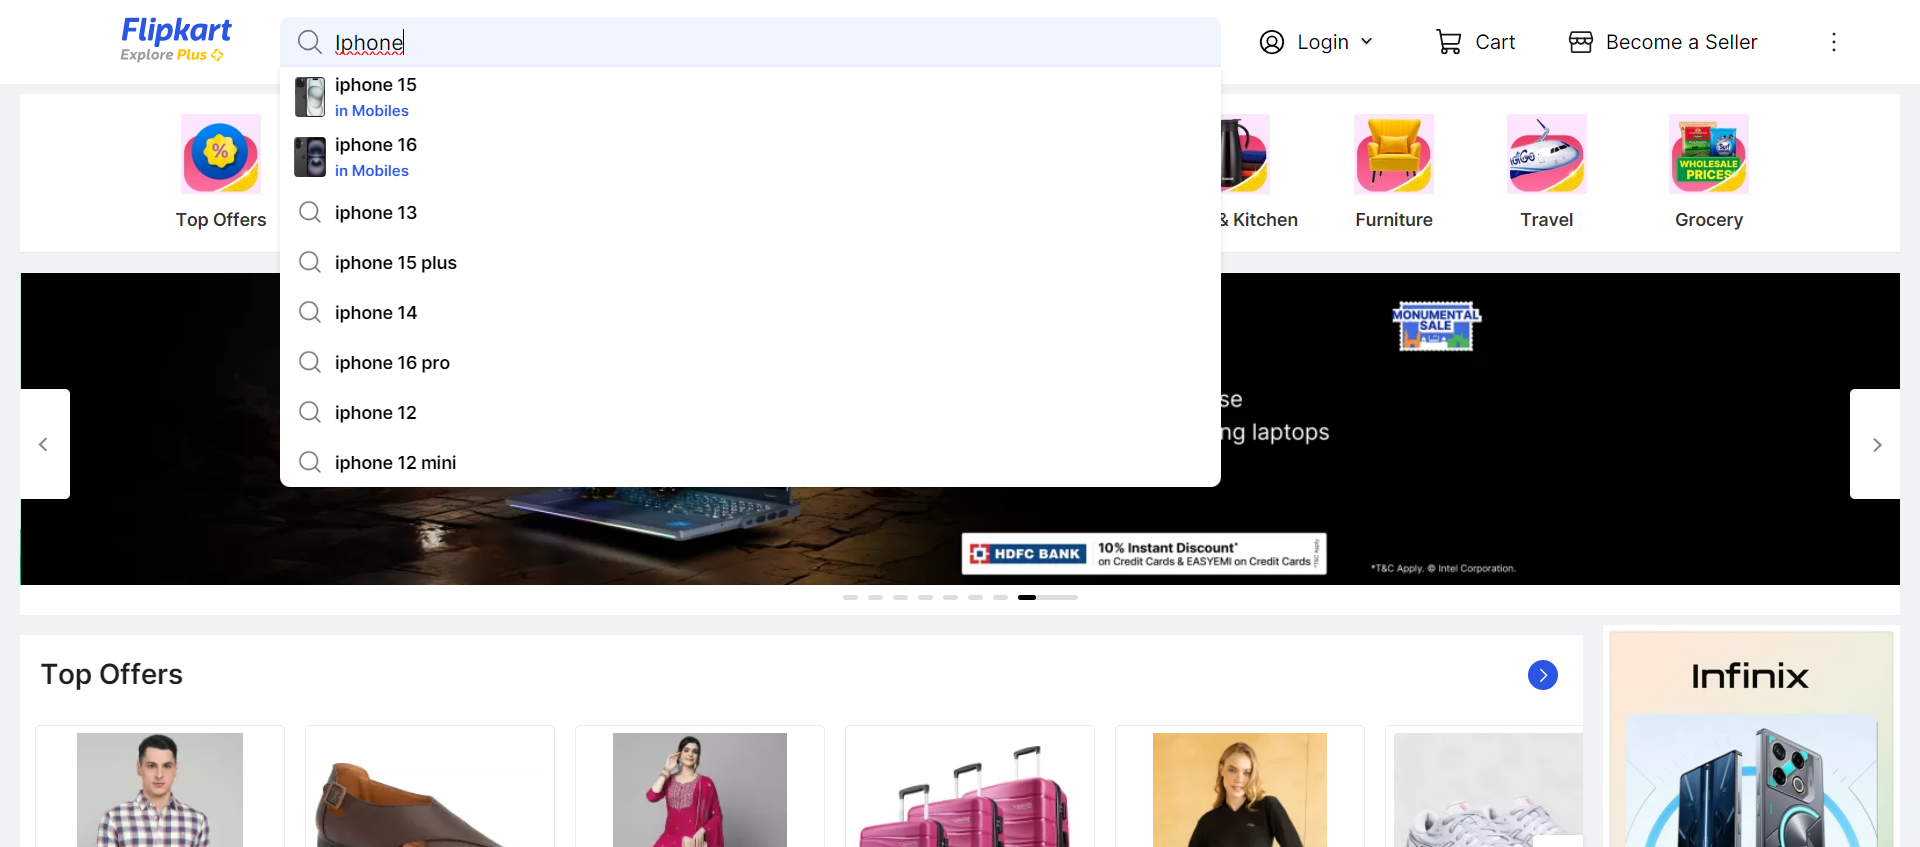 Flipkart
Explore Plus
Iphone
Login
Cart
Become a Seller
iphone 15
in Mobiles
iphone 16
in Mobiles
iphone 13
iphone 15 plus
iphone 14
iphone 16 pro
iphone 12
iphone 12 mini
%
Top Offers
& Kitchen
Furniture
IndiGo
Travel
WHOLESALE
PRICES
Grocery
MONUMENTAL
SALE
se
ng laptops
HDFC BANK
10% Instant Discount*
on Credit Cards & EASYEMI on Credit Cards
*T&C Apply
*T&C Apply. © Intel Corporation.
Top Offers
Infinix